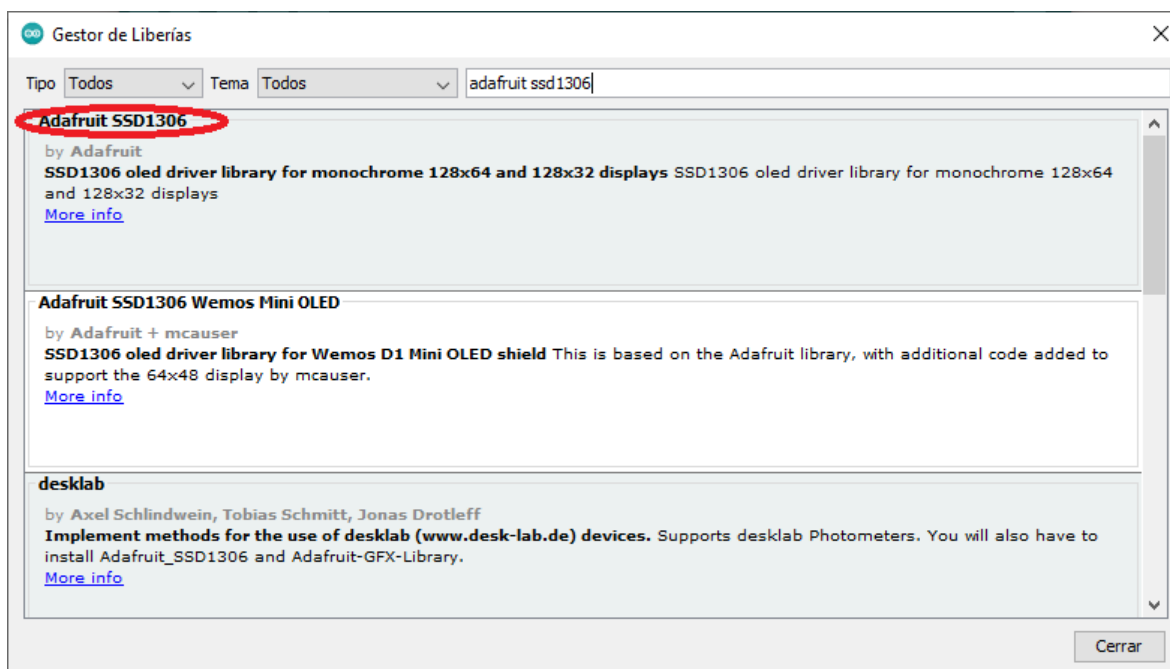 Gestor de Liberías
Tipo Todos Tema Todos adafruit ssd1306
Adafruit SSD1306
by Adafruit
SSD1306 oled driver library for monochrome 128x64 and 128x32 displays SSD1306 oled driver library for monochrome 128x64
and 128x32 displays
More info
Adafruit SSD1306 Wemos Mini OLED
by Adafruit + mcauser
SSD1306 oled driver library for Wemos D1 Mini OLED shield This is based on the Adafruit library, with additional code added to
support the 64x48 display by mcauser.
More info
desklab
by Axel Schlindwein, Tobias Schmitt, Jonas Drotleff
Implement methods for the use of desklab (www.desk-lab.de) devices. Supports desklab Photometers. You will also have to
install Adafruit_SSD1306 and Adafruit-GFX-Library.
More info
Cerrar